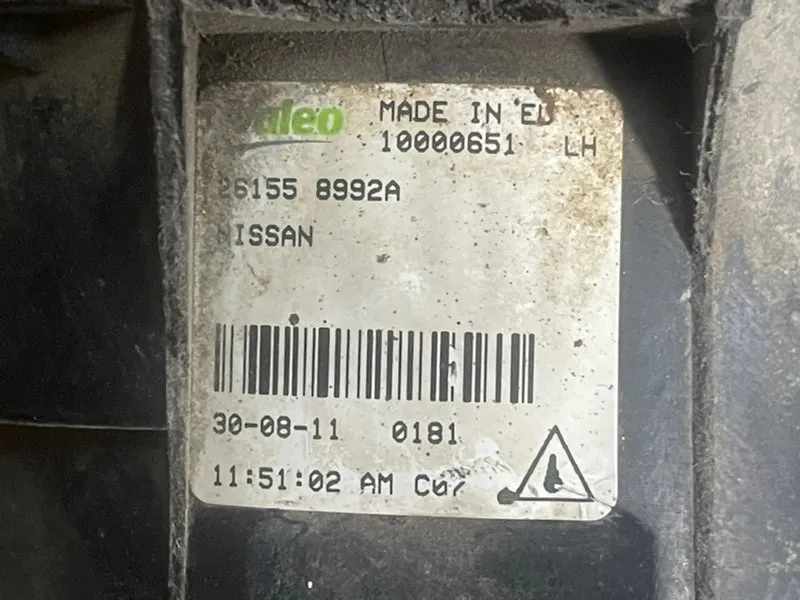 Valeo MADE IN EU
10000651 LH
26155 8992A
NISSAN
30-08-11 0181
11:51:02 AM C07